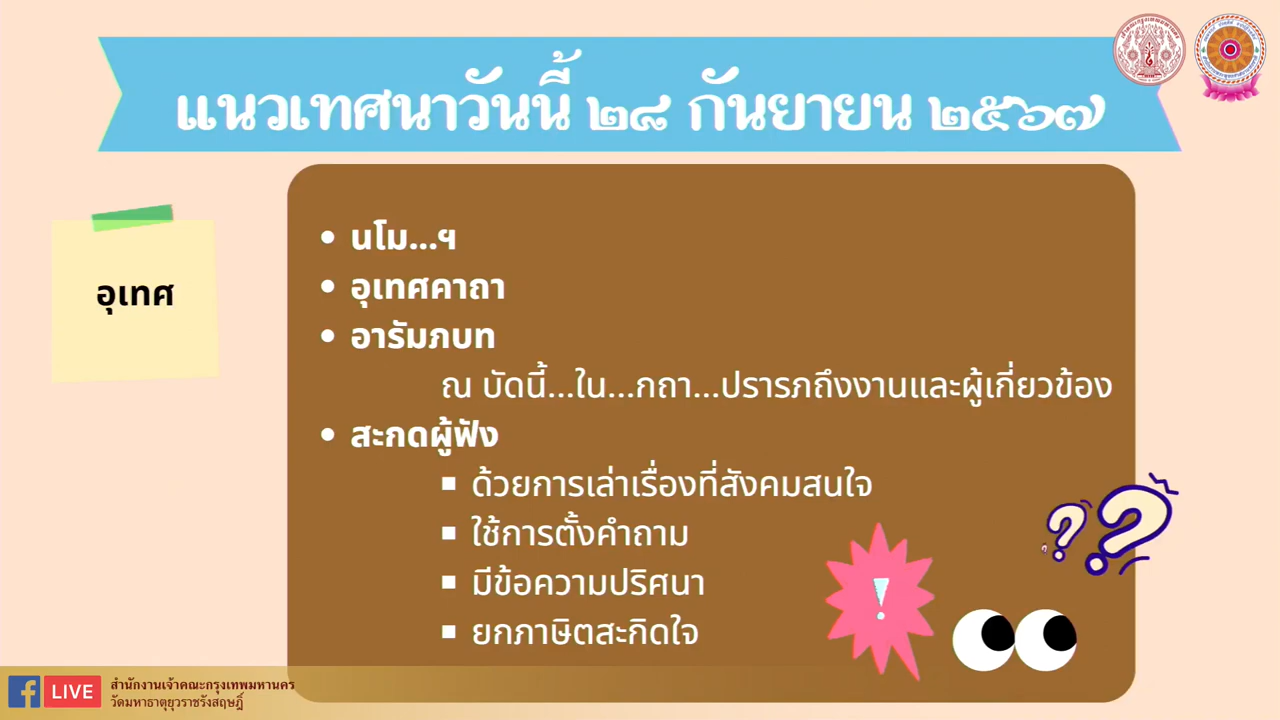 แนวเทศนาวันนี้ ๒๘ กันยายน ๒๕๖๗
อุเทศ
• นโม...ฯ
• อุเทศคาถา
• อารัมภบท
ณ บัดนี้...ใน...กถา...ปรารภถึงงานและผู้เกี่ยวข้อง
• สะกดผู้ฟัง
▪ ด้วยการเล่าเรื่องที่สังคมสนใจ
▪ ใช้การตั้งคำถาม
▪ มีข้อความปริศนา
▪ ยกภาษิตสะกิดใจ
!
??
f LIVE สำนักงานเจ้าคณะกรุงเทพมหานคร
วัดมหาธาตุยุวราชรังสฤษฎิ์